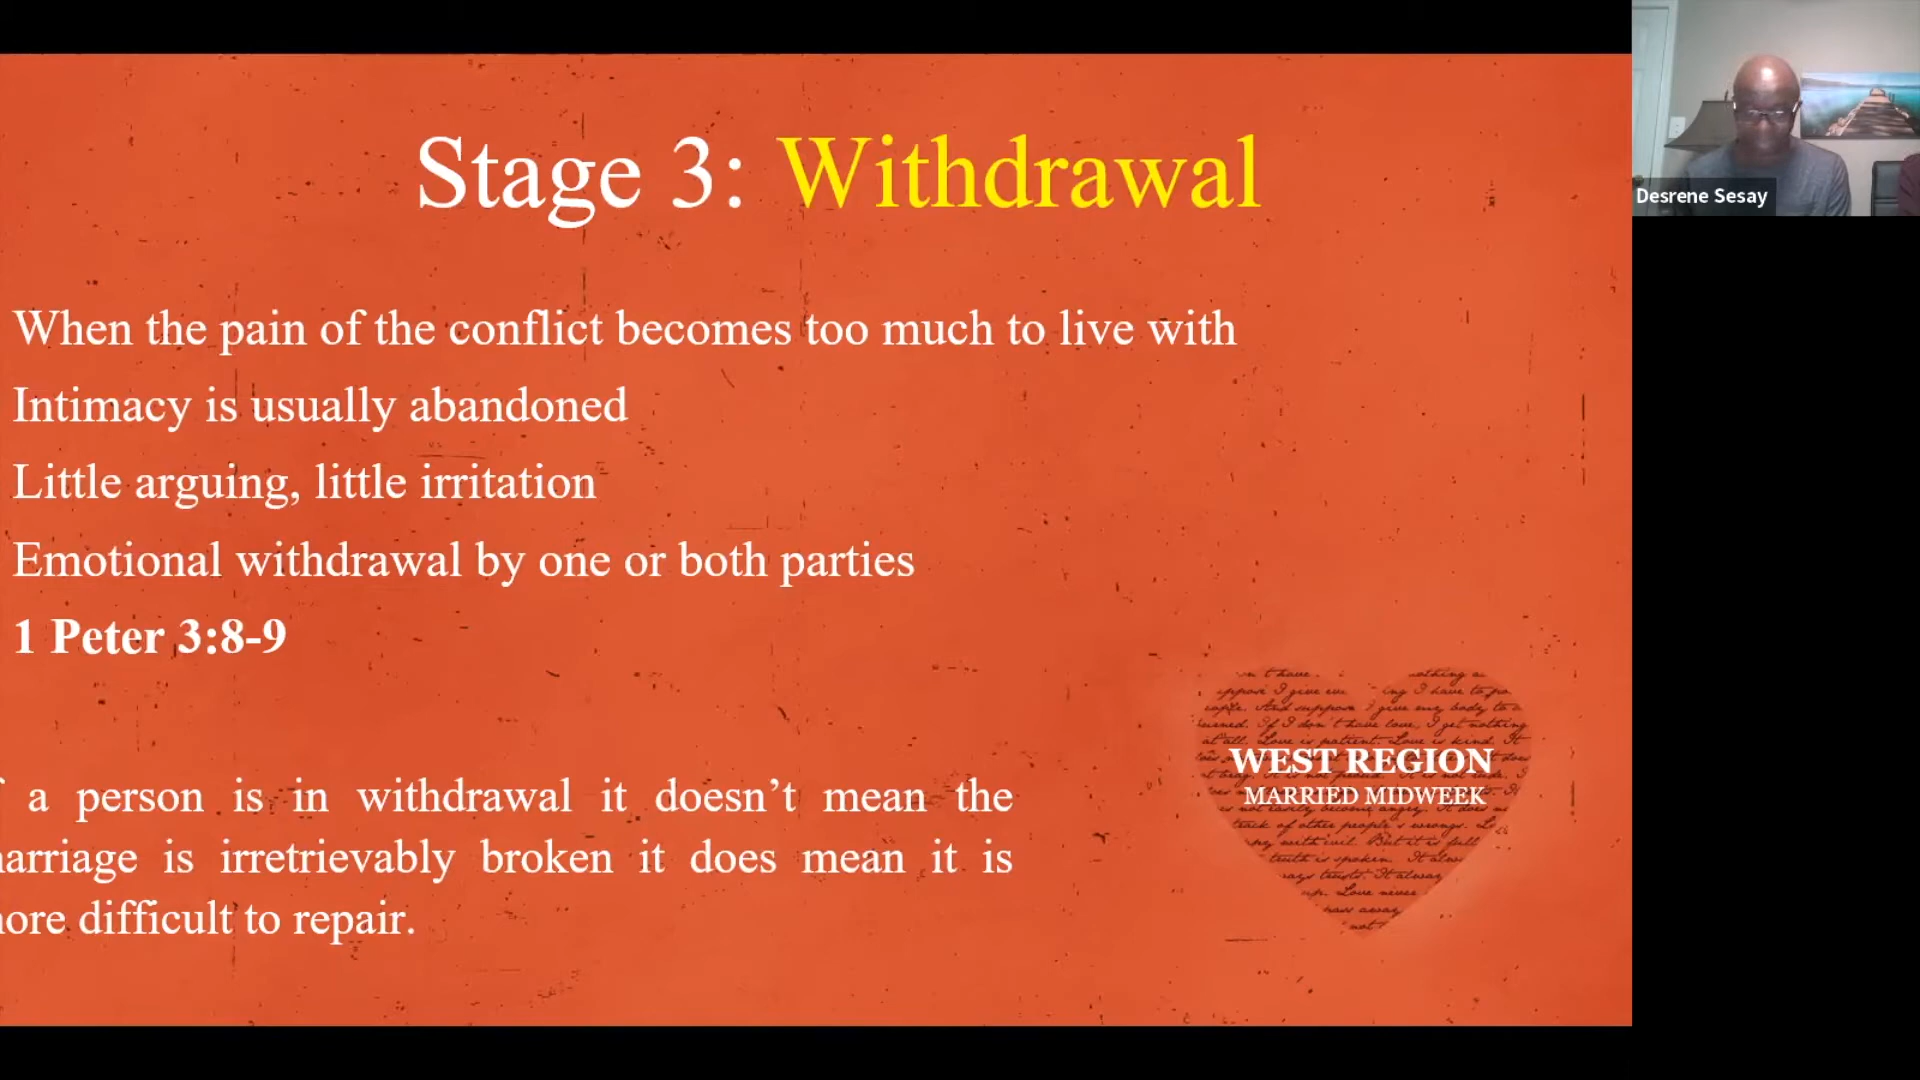 Stage 3: Withdrawal
Desrene Sesay
When the pain of the conflict becomes too much to live with
Intimacy is usually abandoned
Little arguing, little irritation
Emotional withdrawal by one or both parties
1 Peter 3:8-9
a person is in withdrawal it doesn’t mean the
arriage is irretrievably broken it does mean it is
ore difficult to repair.
WEST REGION
MARRIED MIDWEEK